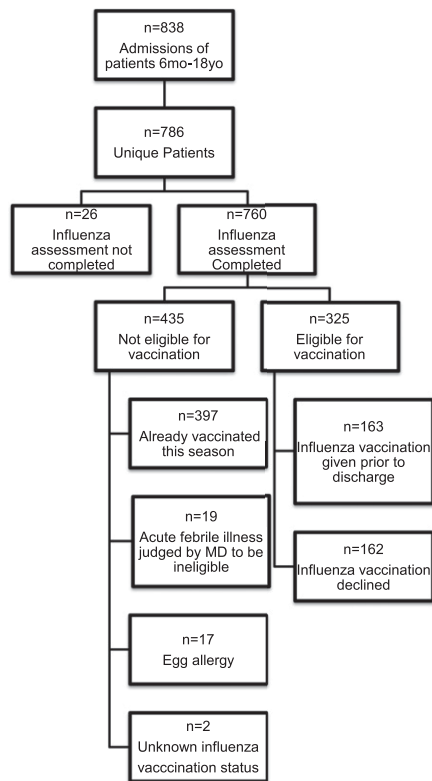 n=838
Admissions of
patients 6mo-18yo
n=786
Unique Patients
n=26
Influenza
assessment not
completed
n=760
Influenza
assessment
Completed
n=435
Not eligible for
vaccination
n=325
Eligible for
vaccination
n=397
Already vaccinated
this season
n=19
Acute febrile illness
judged by MD to be
ineligible
n=17
Egg allergy
n=2
Unknown influenza
vacccination status
n=163
Influenza vaccination
given prior to
discharge
n=162
Influenza vaccination
declined